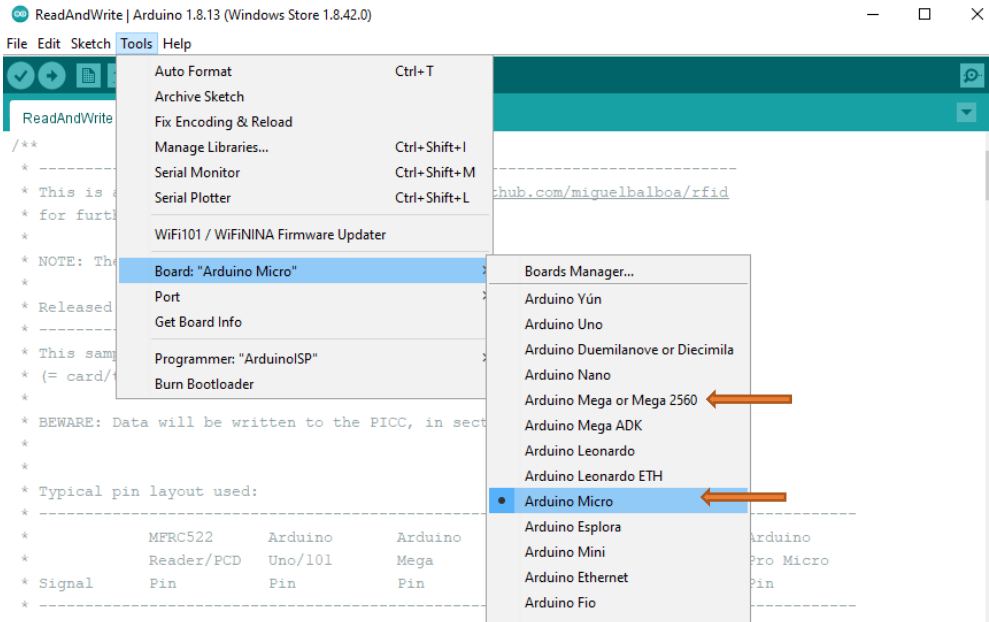 ReadAndWrite | Arduino 1.8.13 (Windows Store 1.8.42.0)
File Edit Sketch Tools Help
ReadAndWrite
Auto Format Ctrl+T
Archive Sketch
Fix Encoding & Reload
Manage Libraries... Ctrl+Shift+I
Serial Monitor Ctrl+Shift+M
Serial Plotter Ctrl+Shift+L
WiFi101 / WiFiNINA Firmware Updater
Board: "Arduino Micro"
Port
Get Board Info
Programmer: "ArduinoISP"
Burn Bootloader
Boards Manager...
Arduino Yún
Arduino Uno
Arduino Duemilanove or Diecimila
Arduino Nano
Arduino Mega or Mega 2560
Arduino Mega ADK
Arduino Leonardo
Arduino Leonardo ETH
Arduino Micro
Arduino Esplora
Arduino Mini
Arduino Ethernet
Arduino Fio
/**
* --------------------------------------------------------
* This is hub.com/miguelbalboa/rfid
* for
*
* NOTE:
*
* Released
* --------------------------------------------------------
* This
* (=
*
* BEWARE: Data will be written to the PICC, in
*
*
* Typical pin layout used:
* --------------------------------------------------------
* MFRC522 Arduino Arduino Arduino
* Reader/PCD Uno/101 Mega Pro Micro
* Signal Pin Pin Pin Pin
* --------------------------------------------------------